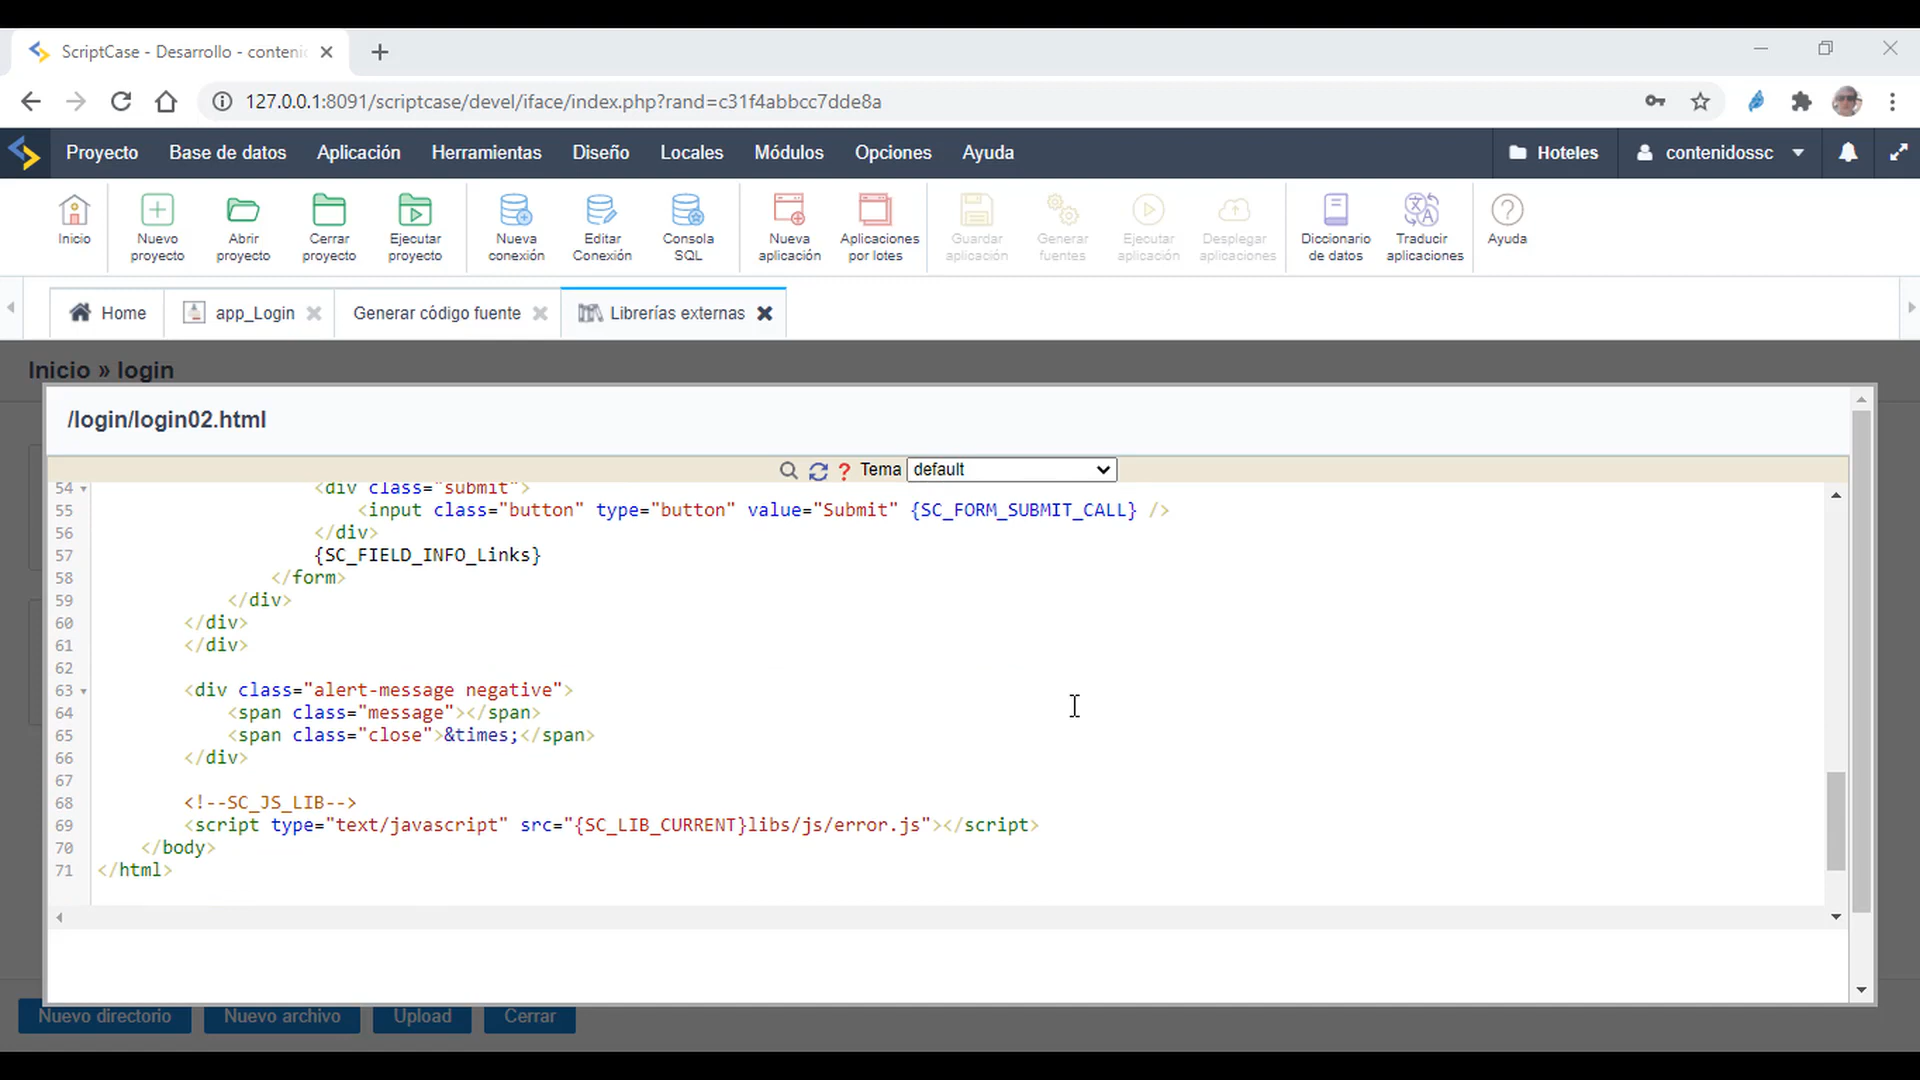 ScriptCase - Desarrollo - conteni
127.0.0.1:8091/scriptcase/devel/iface/index.php?rand=c31f4abbcc7dde8a
Proyecto Base de datos Aplicación Herramientas Diseño Locales Módulos Opciones Ayuda Hoteles contenidossc
Inicio
Nuevo proyecto
Abrir proyecto
Cerrar proyecto
Ejecutar proyecto
Nueva conexión
Editar Conexión
Consola SQL
Nueva aplicación
Aplicaciones por lotes
Guardar aplicación
Generar fuentes
Ejecutar aplicación
Desplegar aplicaciones
Diccionario de datos
Traducir aplicaciones
Ayuda
Home app_Login Generar código fuente Librerías externas
Inicio » login
/login/login02.html
? Tema default
54 <div class="submit">
55 <input class="button" type="button" value="Submit" {SC_FORM_SUBMIT_CALL} />
56 </div>
57 {SC_FIELD_INFO_Links}
58 </form>
59 </div>
60 </div>
61 </div>
62
63 <div class="alert-message negative">
64 <span class="message"></span>
65 <span class="close">&times;</span>
66 </div>
67
68 <!--SC_JS_LIB-->
69 <script type="text/javascript" src="{SC_LIB_CURRENT}libs/js/error.js"></script>
70 </body>
71 </html>
Nuevo directorio Nuevo archivo Upload Cerrar